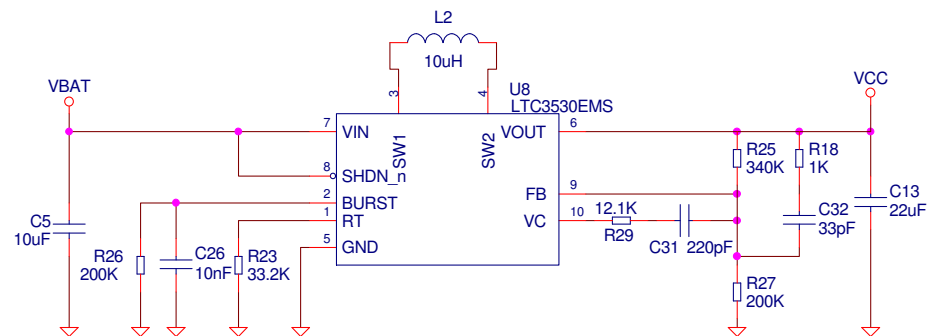 L2
10uH
VBAT
VCC
3
4
U8
LTC3530EMS
7
VIN
SW1
SW2
VOUT
6
R25
340K
R18
1K
8
SHDN_n
2
BURST
FB
9
C13
22uF
1
RT
VC
10
12.1K
R29
C31
220pF
C32
33pF
5
GND
C5
10uF
R26
200K
C26
10nF
R23
33.2K
R27
200K